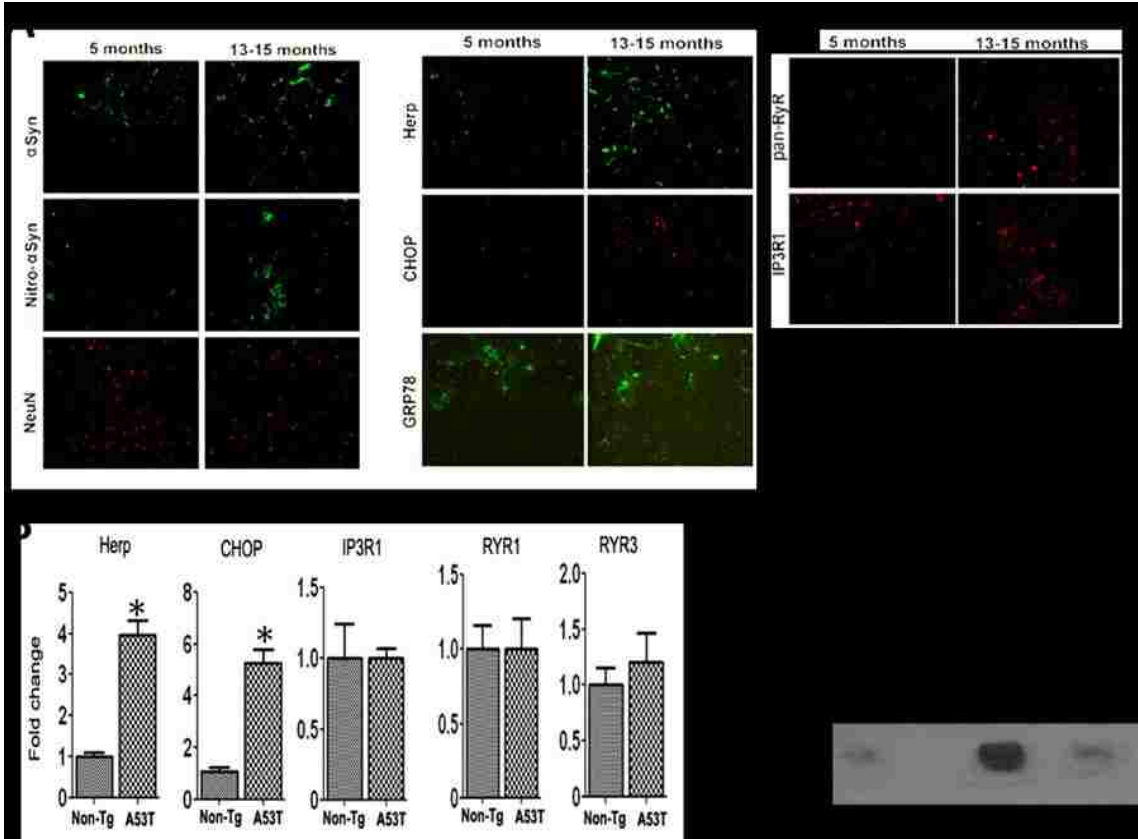 5 months 13-15 months
αSyn
Nitro-αSyn
NeuN
5 months 13-15 months
Herp
CHOP
GRP78
5 months 13-15 months
pan-RyR
IP3R1
Herp CHOP IP3R1 RYR1 RYR3
Fold change
5
4
3
2
1
0
*
Non-Tg A53T
8
6
4
2
0
*
Non-Tg A53T
1.5
1.0
0.5
0
Non-Tg A53T
1.5
1.0
0.5
0
Non-Tg A53T
2.0
1.5
1.0
0.5
0
Non-Tg A53T